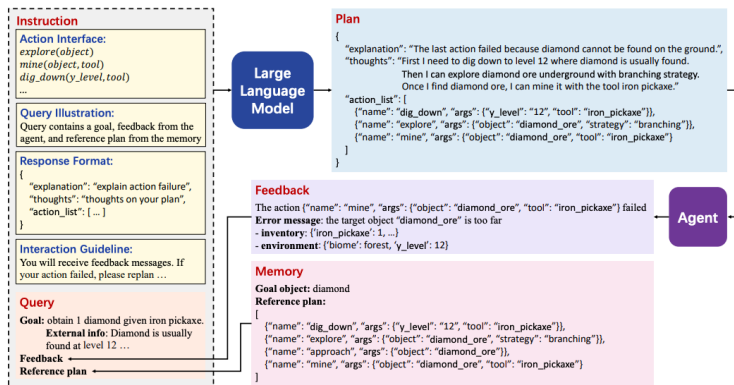 Instruction
Action Interface:
explore(object)
mine(object,tool)
dig_down(y_level,tool)
...
Query Illustration:
Query contains a goal, feedback from the
agent, and reference plan from the memory
Response Format:
{
"explanation": "explain action failure",
"thoughts": "thoughts on your plan",
"action_list": [ ... ]
}
Interaction Guideline:
You will receive feedback messages. If
your action failed, please replan ...
Query
Goal: obtain 1 diamond given iron pickaxe.
External info: Diamond is usually
found at level 12 ...
Feedback
Reference plan
Large
Language
Model
Plan
{
"explanation": "The last action failed because diamond cannot be found on the ground.",
"thoughts": "First I need to dig down to level 12 where diamond is usually found.
Then I can explore diamond ore underground with branching strategy.
Once I find diamond ore, I can mine it with the tool iron pickaxe."
"action_list": [
{"name": "dig_down", "args": {"y_level": "12", "tool": "iron_pickaxe"}},
{"name": "explore", "args": {"object": "diamond_ore", "strategy": "branching"}},
{"name": "mine", "args": {"object": "diamond_ore", "tool": "iron_pickaxe"}
]
}
Feedback
The action {"name": "mine", "args": {"object": "diamond_ore", "tool": "iron_pickaxe"} failed
Error message: the target object "diamond_ore" is too far
- inventory: {'iron_pickaxe': 1, ...}
- environment: {'biome': forest, 'y_level': 12}
Agent
Memory
Goal object: diamond
Reference plan:
[
{"name": "dig_down", "args": {"y_level": "12", "tool": "iron_pickaxe"}},
{"name": "explore", "args": {"object": "diamond_ore", "strategy": "branching"}},
{"name": "approach", "args": {"object": "diamond_ore"}},
{"name": "mine", "args": {"object": "diamond_ore", "tool": "iron_pickaxe"}
]